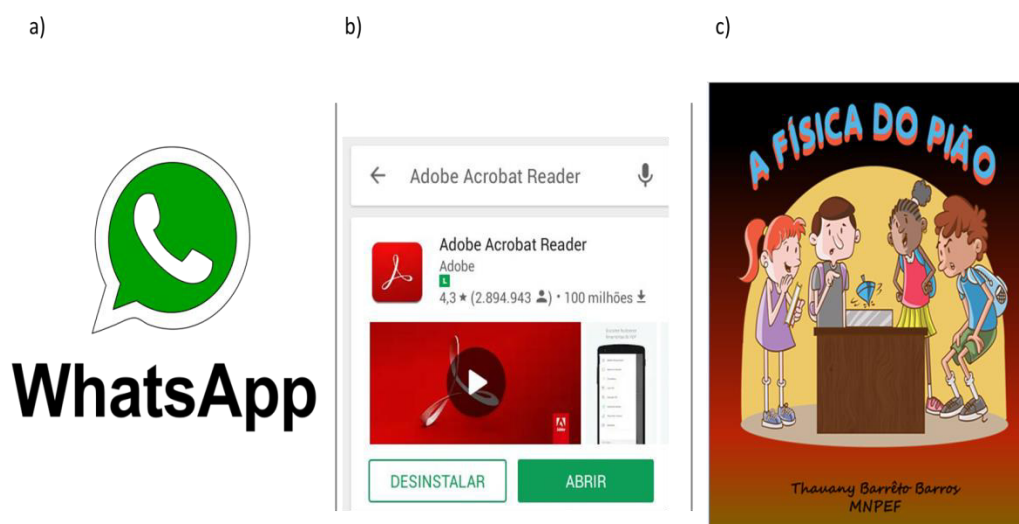 a)
b)
c)
WhatsApp
Adobe Acrobat Reader
Adobe Acrobat Reader
Adobe
L
4,3 ★ (2.894.943 ) • 100 milhões
DESINSTALAR
ABRIR
A FÍSICA DO PIÃO
Thauany Barrêto Barros
MNPEF